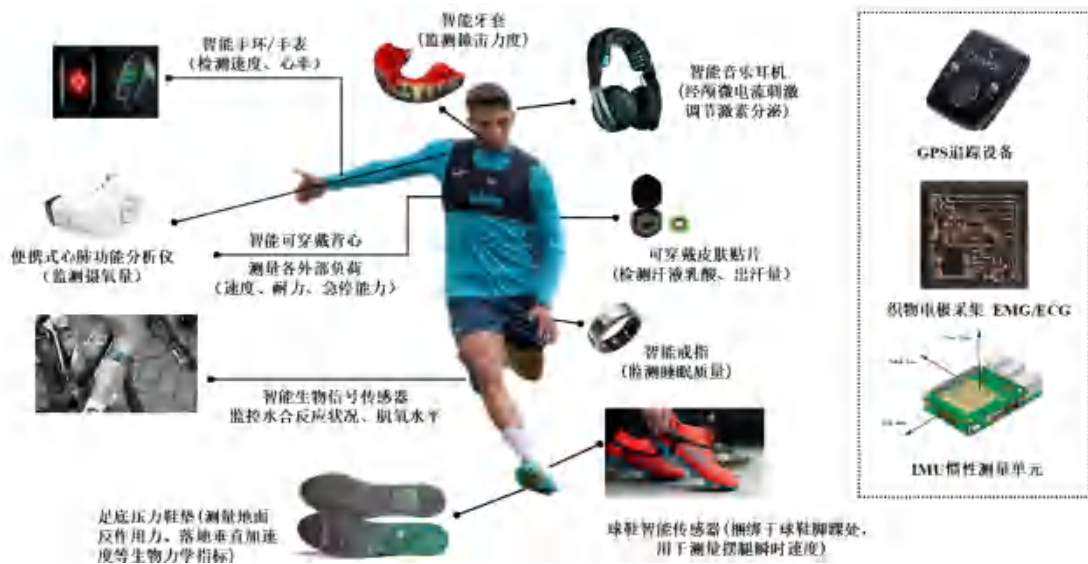 智能牙套
(监测撞击力度)
智能手环/手表
(检测速度、心率)
智能音乐耳机
(经颅微电流刺激
调节激素分泌)
GPS追踪设备
便携式心肺功能分析仪
(监测摄氧量)
智能可穿戴背心
测量各外部负荷
(速度、耐力、急停能力)
可穿戴皮肤贴片
(检测汗液乳酸、出汗量)
织物电极采集 EMG/ECG
智能戒指
(监测睡眠质量)
智能生物信号传感器
监控水合反应状况、肌氧水平
IMU惯性测量单元
足底压力鞋垫(测量地面
反作用力、落地垂直加速
度等生物力学指标)
球鞋智能传感器(捆绑于球鞋脚踝处,
用于测量摆腿瞬时速度)